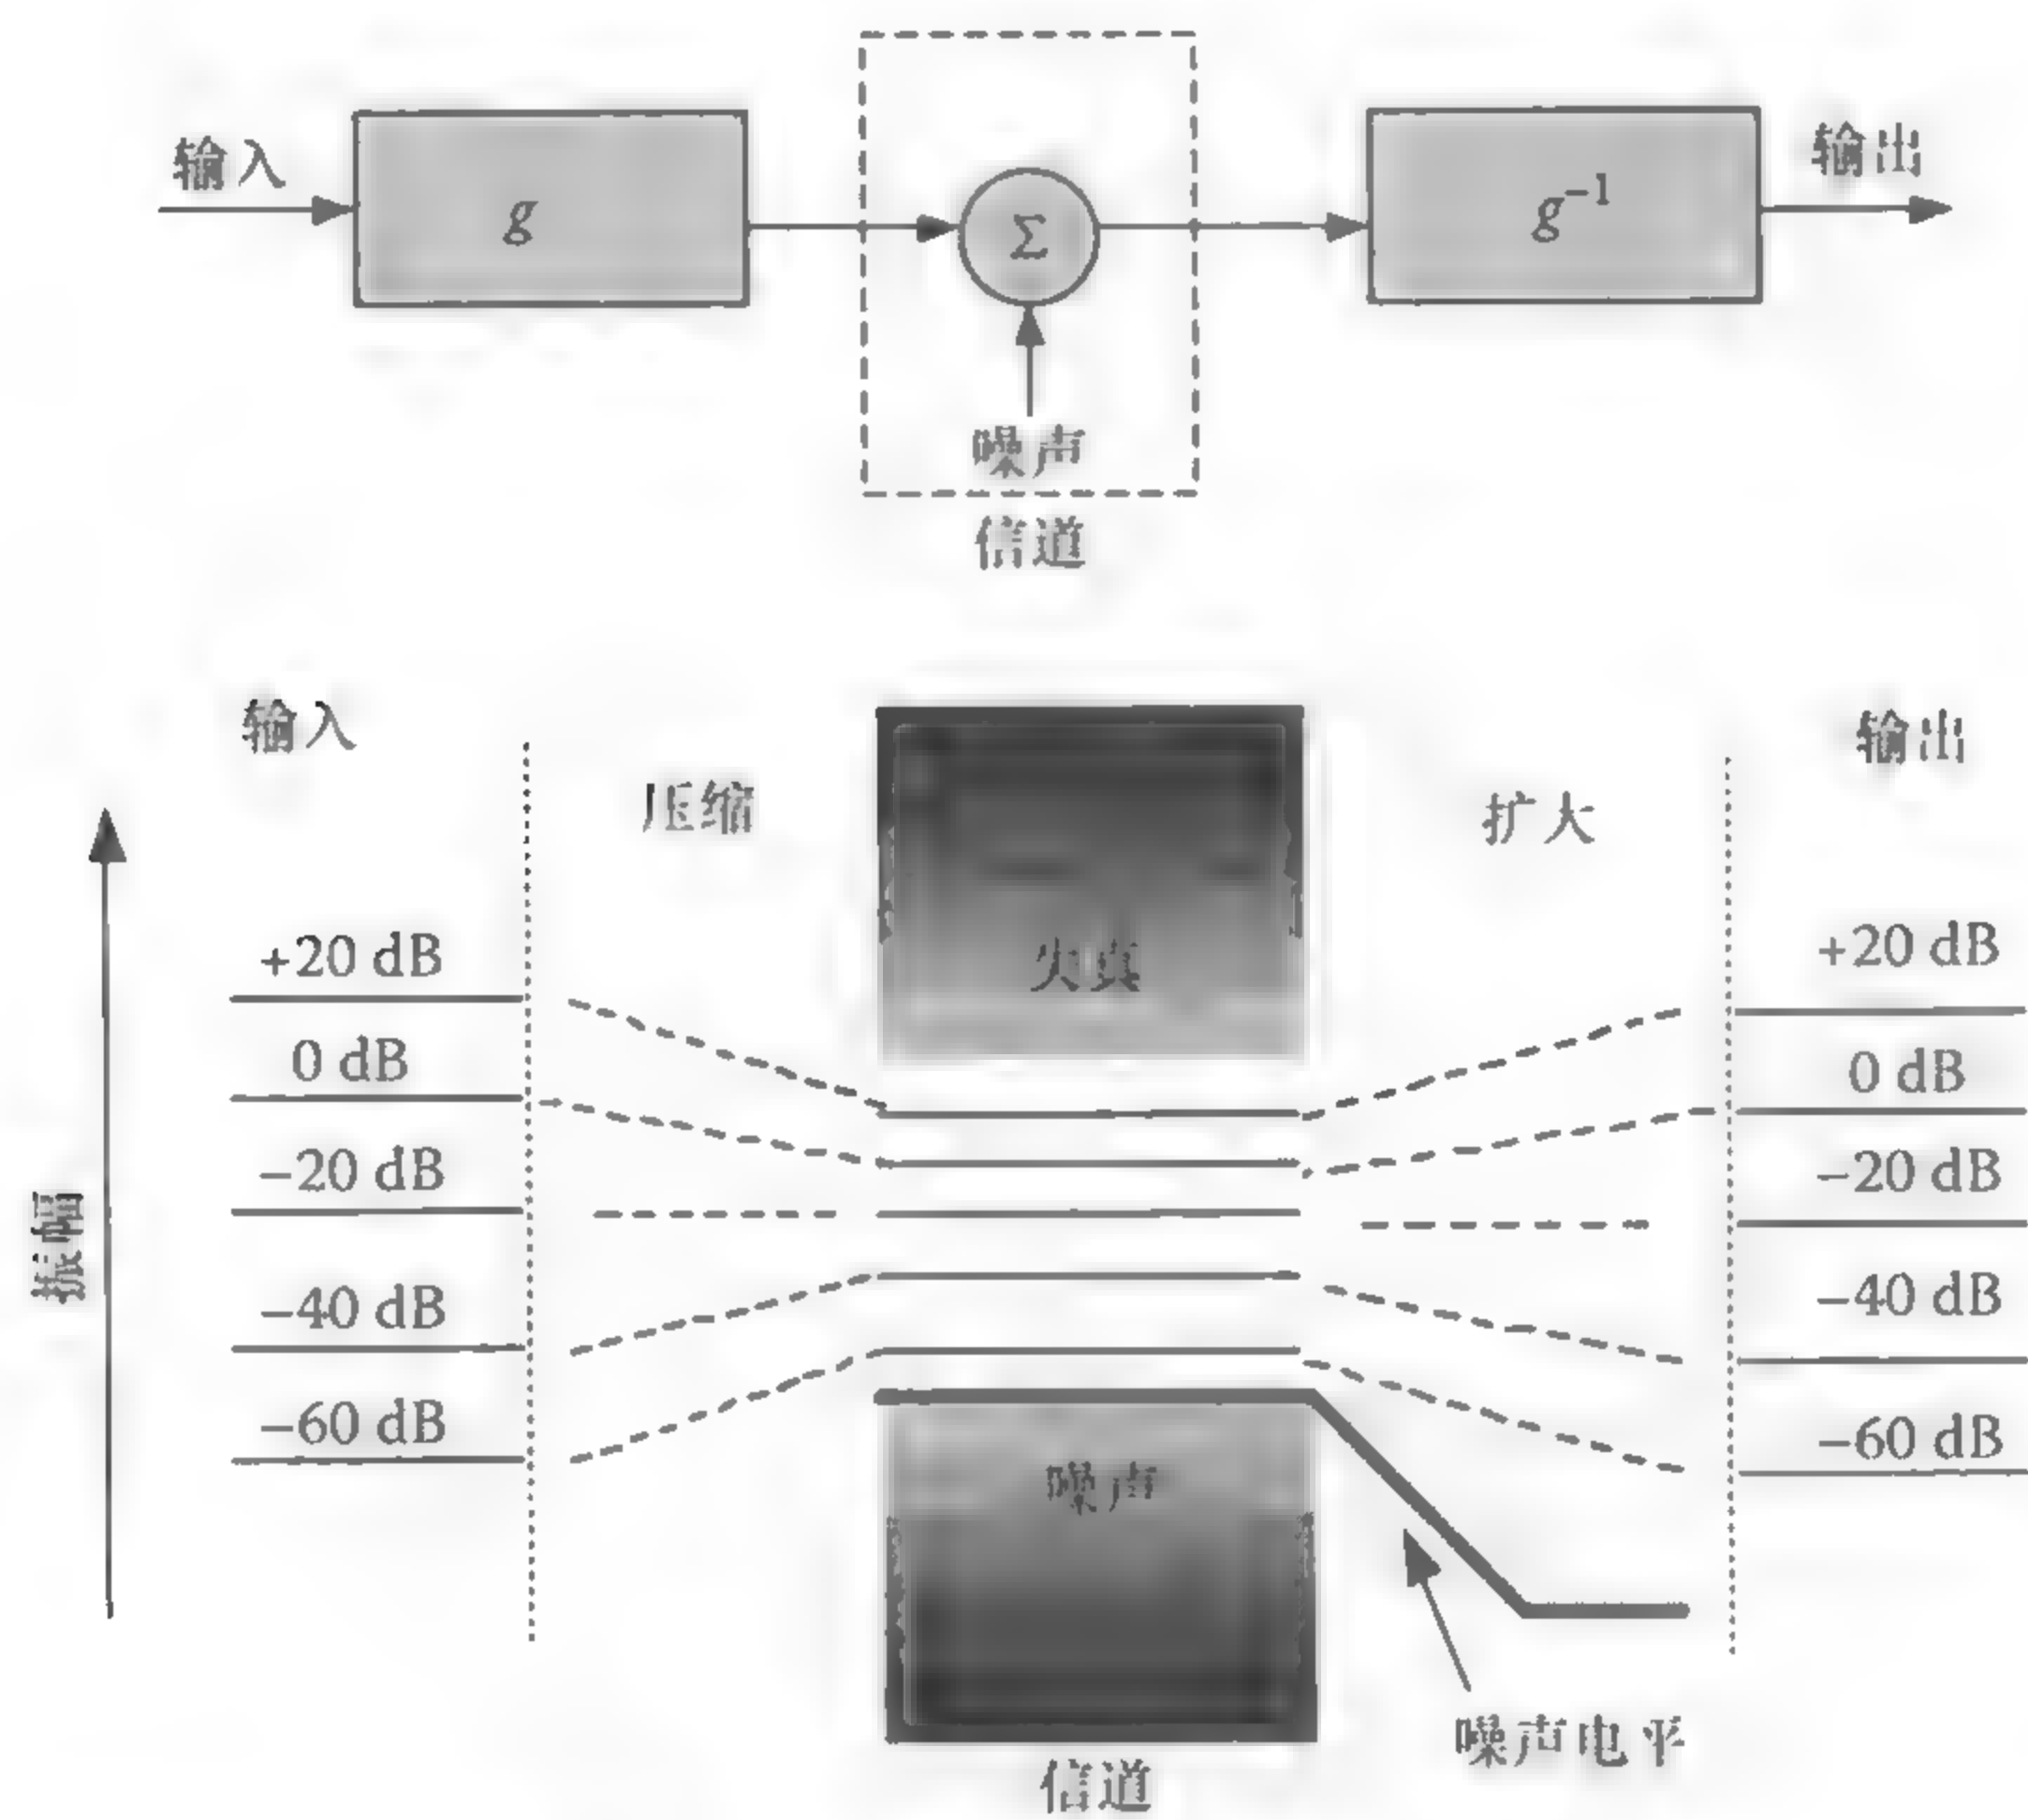 输入
g
Σ
噪声
信道
g⁻¹
输出
输入
压缩
扩大
输出
失真
振幅
+20 dB
0 dB
−20 dB
−40 dB
−60 dB
+20 dB
0 dB
−20 dB
−40 dB
−60 dB
噪声
噪声电平
信道